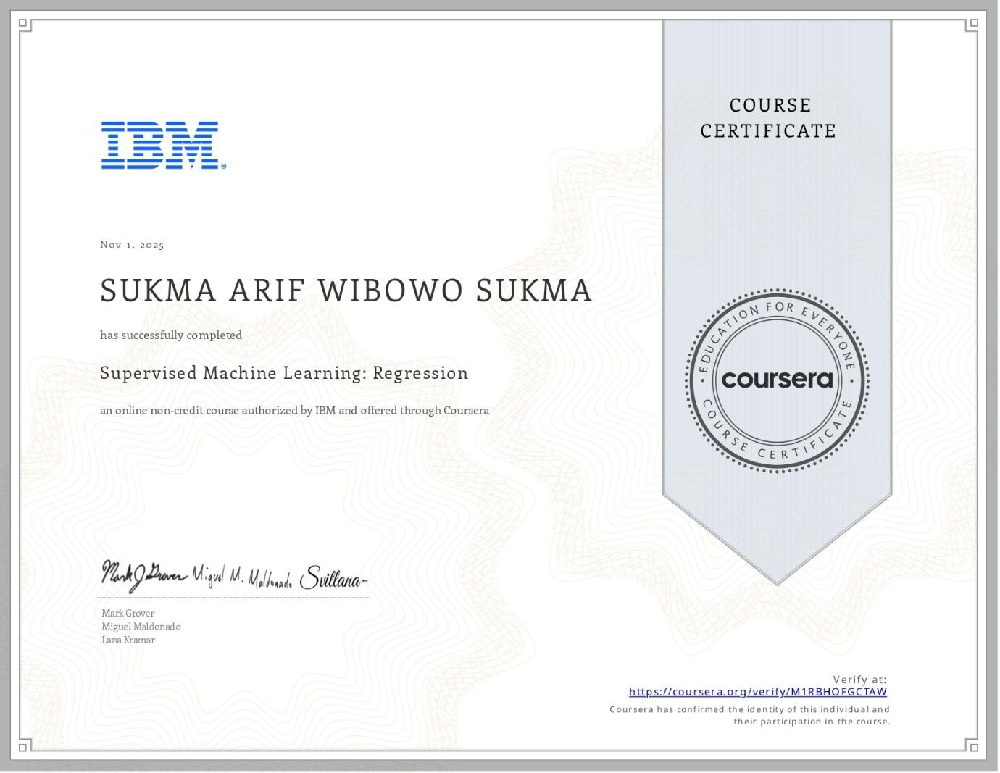 IBM®
COURSE
CERTIFICATE
Nov 1, 2025
SUKMA ARIF WIBOWO SUKMA
has successfully completed
Supervised Machine Learning: Regression
an online non-credit course authorized by IBM and offered through Coursera
EDUCATION FOR EVERYONE
coursera
COURSE CERTIFICATE
Mark J Grover Miguel M. Maldonado Svitlana-
Mark Grover
Miguel Maldonado
Lana Kramar
Verify at:
https://coursera.org/verify/M1RBHOFGCTAW
Coursera has confirmed the identity of this individual and
their participation in the course.